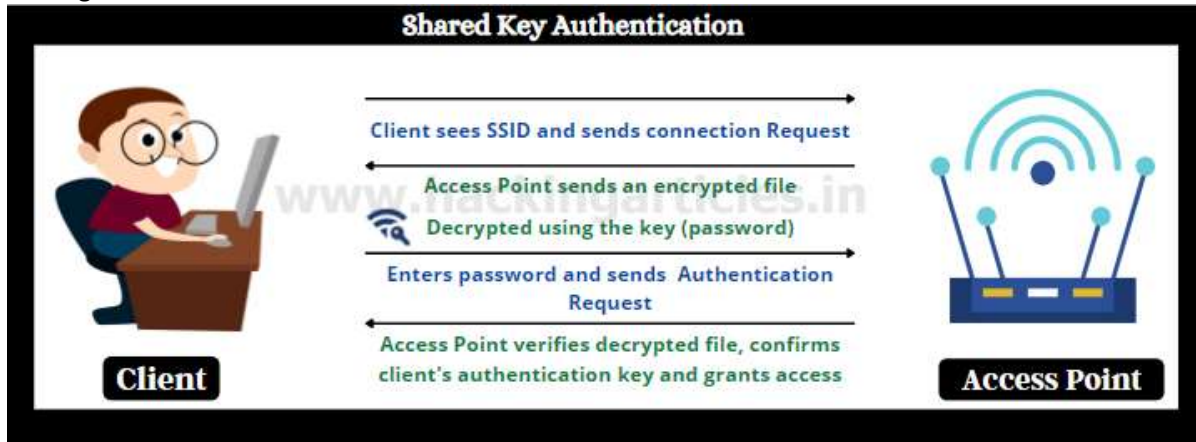 Shared Key Authentication
Client sees SSID and sends connection Request
Access Point sends an encrypted file
www.hackingarticles.in
Decrypted using the key (password)
Enters password and sends Authentication
Request
Access Point verifies decrypted file, confirms
client's authentication key and grants access
Client
Access Point